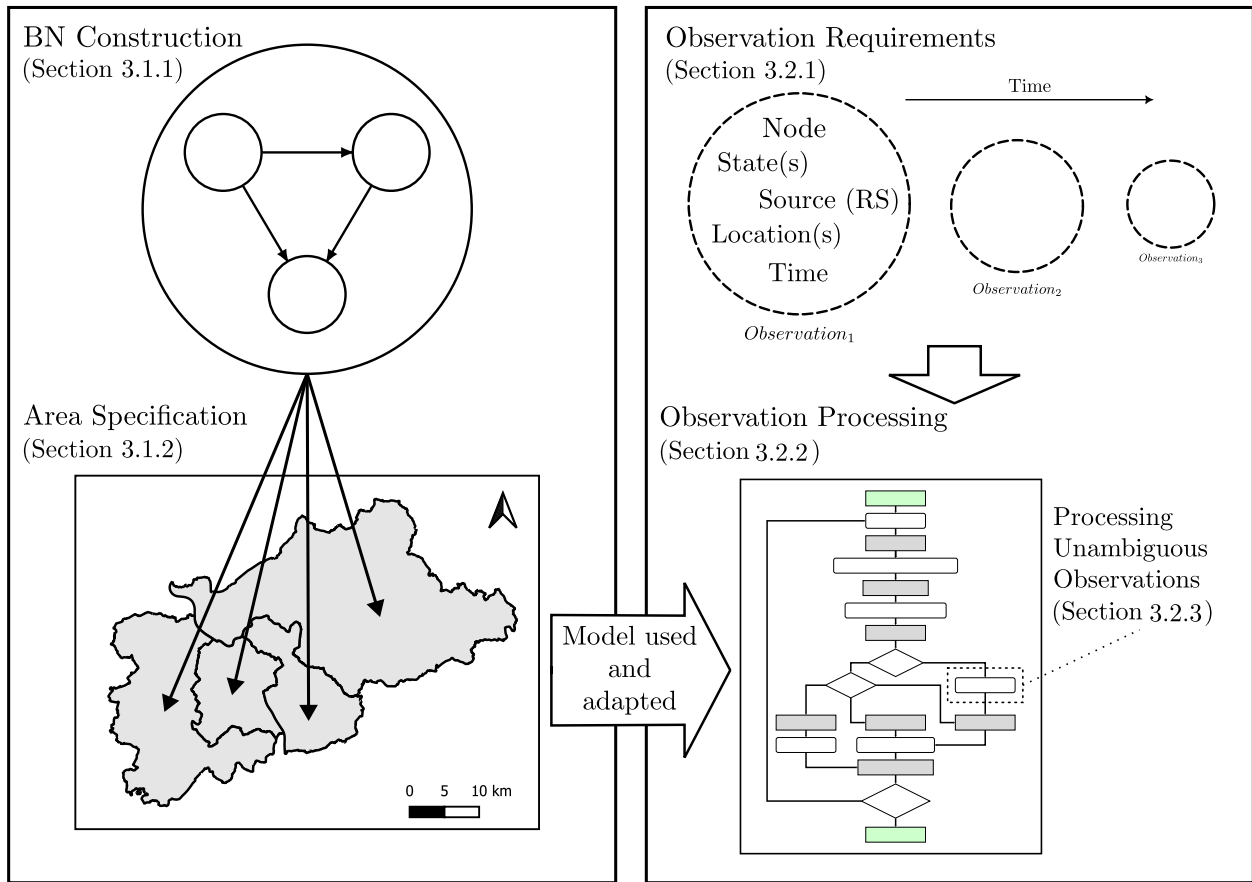 BN Construction
(Section 3.1.1)
Area Specification
(Section 3.1.2)
0 5 10 km
Model used
and
adapted
Observation Requirements
(Section 3.2.1)
Time
Node
State(s)
Source (RS)
Location(s)
Time
Observation₁
Observation₂
Observation₃
Observation Processing
(Section 3.2.2)
Processing
Unambiguous
Observations
(Section 3.2.3)